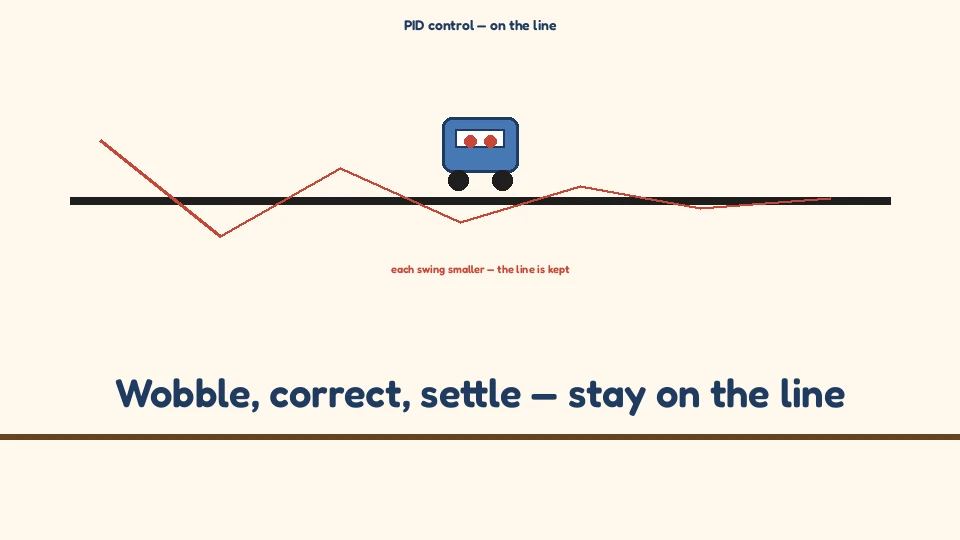 PID control — on the line
each swing smaller — the line is kept
Wobble, correct, settle — stay on the line